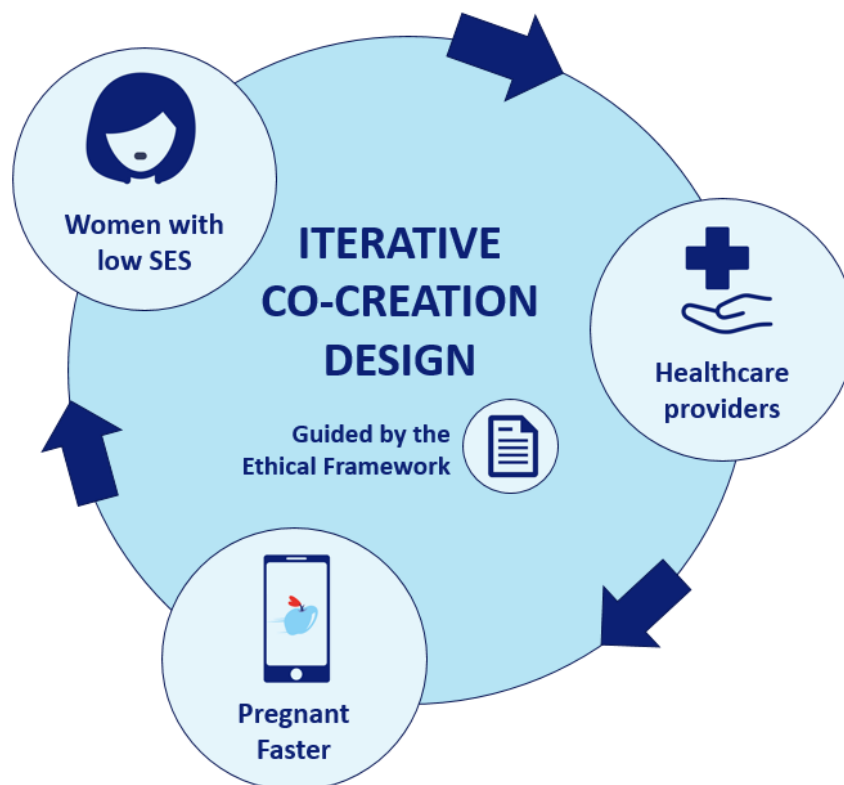 Women with
low SES
ITERATIVE
CO-CREATION
DESIGN
Guided by the
Ethical Framework
Healthcare
providers
Pregnant
Faster